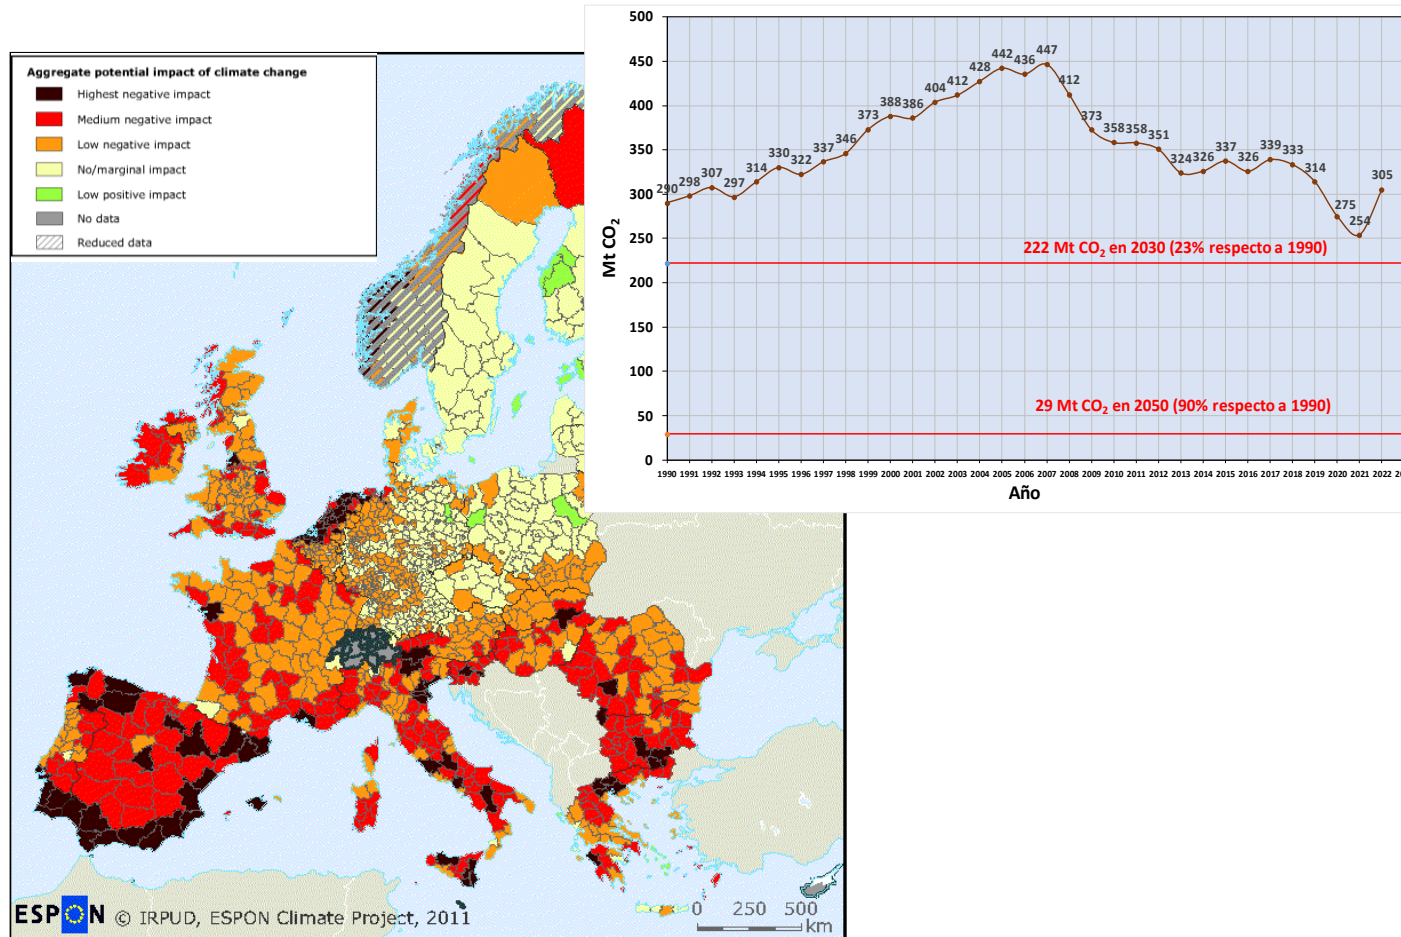 Aggregate potential impact of climate change
Highest negative impact
Medium negative impact
Low negative impact
No/marginal impact
Low positive impact
No data
Reduced data
ESPON © IRPUD, ESPON Climate Project, 2011
0 250 500
km
Mt CO₂
500
450
400
350
300
250
200
150
100
50
0
290 298 307 297 314 330 322 337 346 373 388 386 404 412 428 442 436 447 412 373 358 358 351 324 326 337 326 339 333 314 275 254 305
222 Mt CO₂ en 2030 (23% respecto a 1990)
29 Mt CO₂ en 2050 (90% respecto a 1990)
1990 1991 1992 1993 1994 1995 1996 1997 1998 1999 2000 2001 2002 2003 2004 2005 2006 2007 2008 2009 2010 2011 2012 2013 2014 2015 2016 2017 2018 2019 2020 2021 2022
Año